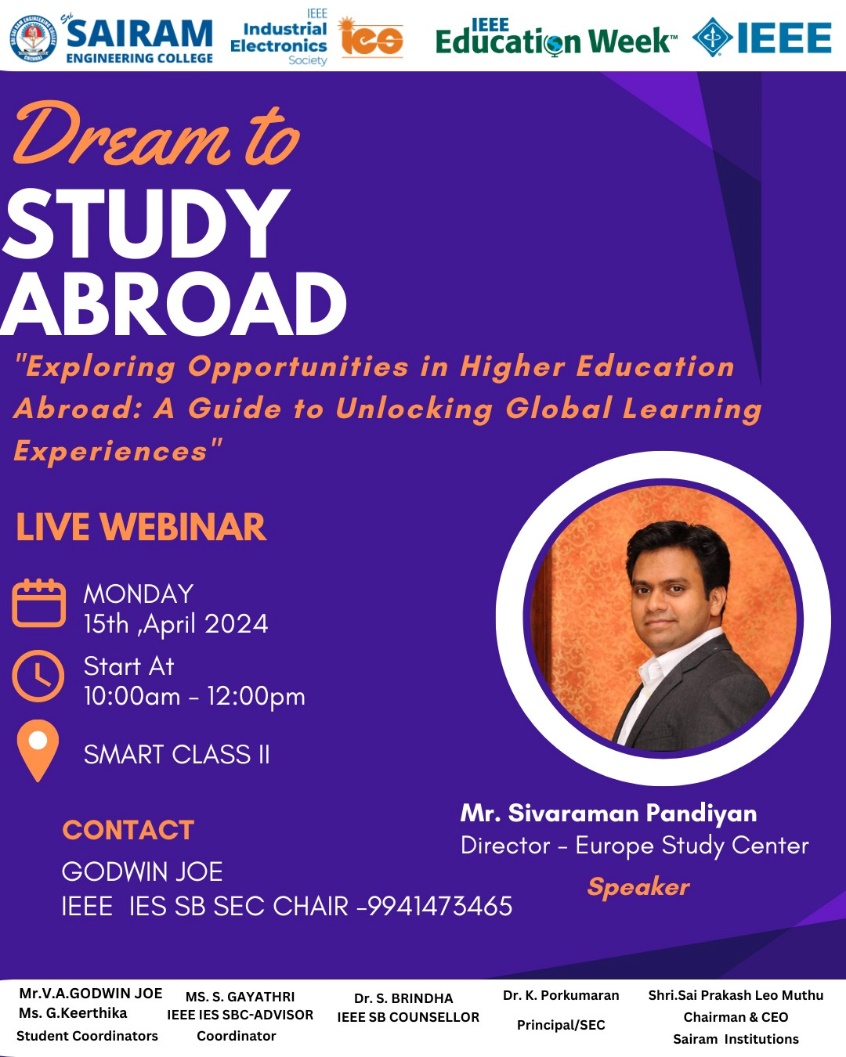 Sri
SAIRAM
ENGINEERING COLLEGE
IEEE
Industrial
Electronics
Society
ies
IEEE
Education Week™
IEEE
Dream to
STUDY
ABROAD
"Exploring Opportunities in Higher Education
Abroad: A Guide to Unlocking Global Learning
Experiences"
LIVE WEBINAR
MONDAY
15th ,April 2024
Start At
10:00am - 12:00pm
SMART CLASS II
CONTACT
GODWIN JOE
IEEE IES SB SEC CHAIR -9941473465
Mr. Sivaraman Pandiyan
Director - Europe Study Center
Speaker
Mr.V.A.GODWIN JOE
Ms. G.Keerthika
Student Coordinators
MS. S. GAYATHRI
IEEE IES SBC-ADVISOR
Coordinator
Dr. S. BRINDHA
IEEE SB COUNSELLOR
Dr. K. Porkumaran
Principal/SEC
Shri.Sai Prakash Leo Muthu
Chairman & CEO
Sairam Institutions